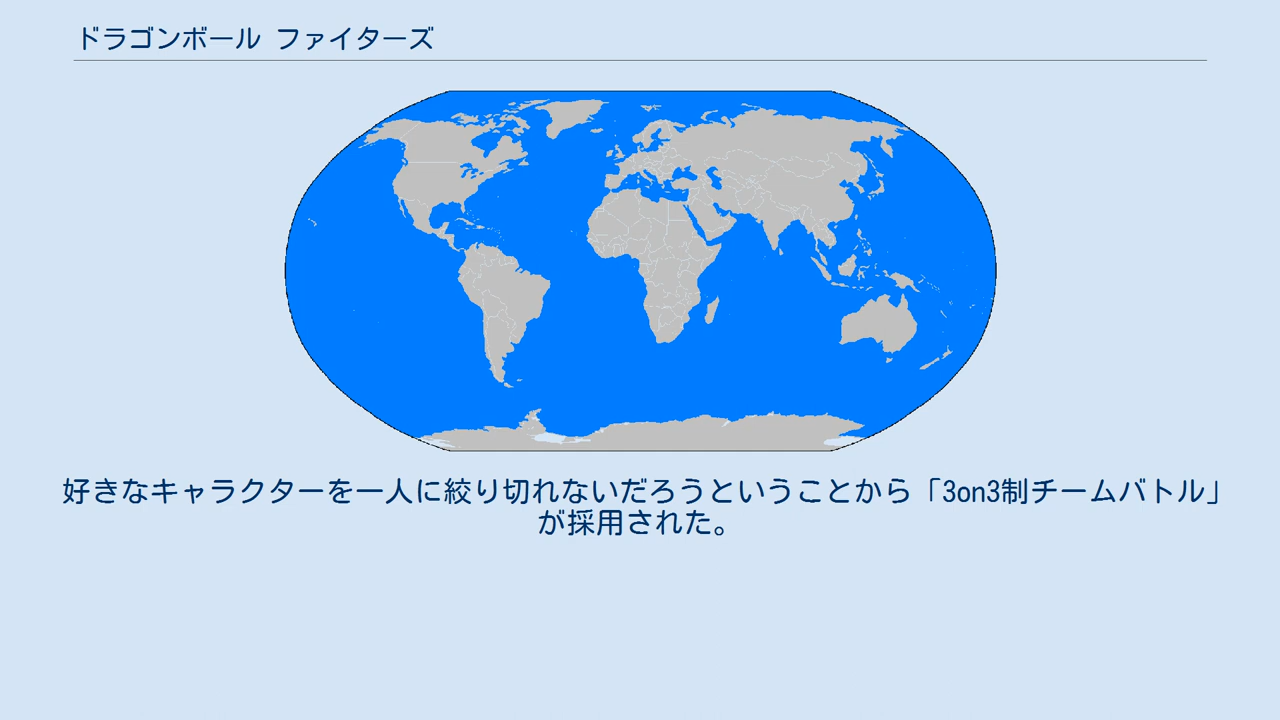 ドラゴンボール ファイターズ
好きなキャラクターを一人に絞り切れないだろうということから「3on3制チームバトル」
が採用された。